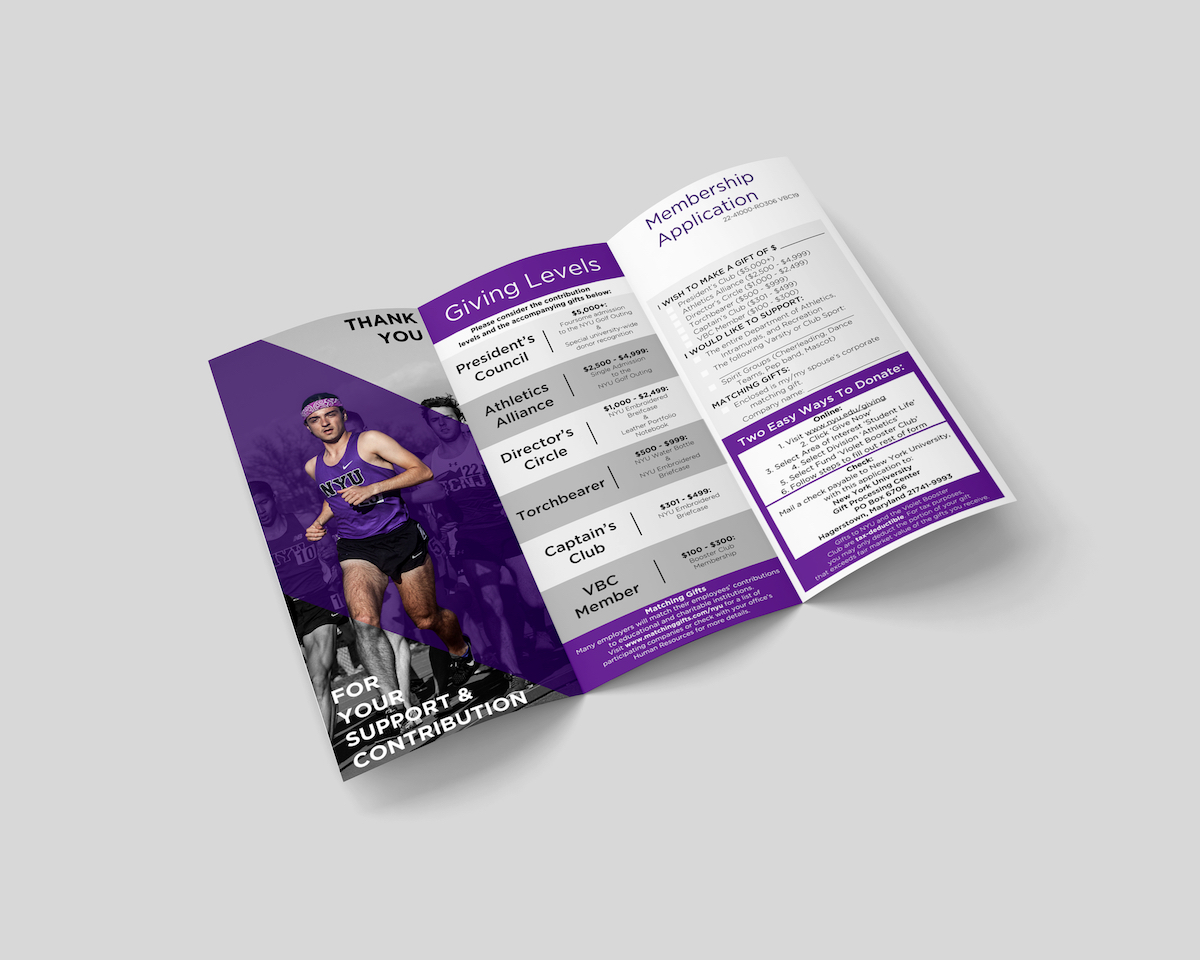 THANK
YOU
NYU
NYU
TCNJ
FOR
YOUR
SUPPORT &
CONTRIBUTION
Giving Levels
Please consider the contribution
levels and the accompanying gifts below:
President's
Council
$5,000+:
Foursome admission
to the NYU Golf Outing
&
Special university-wide
donor recognition
Athletics
Alliance
$2,500 - $4,999:
Single Admission
to the
NYU Golf Outing
Director's
Circle
$1,000 - $2,499:
NYU Embroidered
Breifcase
&
Leather Portfolio
Notebook
Torchbearer
$500 - $999:
NYU Water Bottle
&
NYU Embroidered
Briefcase
Captain's
Club
$301 - $499:
NYU Embroidered
Briefcase
VBC
Member
$100 - $300:
Booster Club
Membership
Matching Gifts
Many employers will match their employees' contributions
to educational and charitable institutions.
Visit www.matchinggifts.com/nyu for a list of
participating companies or check with your office's
Human Resources for more details.
Membership
Application
22-41000-RO306 VBC19
I WISH TO MAKE A GIFT OF $
President's Club ($5,000+)
Athletics Alliance ($2,500 - $4,999)
Director's Circle ($1,000 - $2,499)
Torchbearer ($500 - $999)
Captain's Club ($301 - $499)
VBC Member ($100 - $300)
I WOULD LIKE TO SUPPORT:
The entire Department of Athletics,
Intramurals, and Recreation
The following Varsity or Club Sport:
Spirit Groups (Cheerleading, Dance
Teams, Pep band, Mascot)
MATCHING GIFTS:
Enclosed is my/my spouse's corporate
matching gift.
Company name:
Two Easy Ways To Donate:
Online:
1. Visit www.nyu.edu/giving
2. Click 'Give Now'
3. Select Area of Interest 'Student Life'
4. Select Division 'Athletics'
5. Select Fund 'Violet Booster Club'
6. Follow steps to fill out rest of form
Check:
Mail a check payable to New York University,
with this application to:
New York University
Gift Processing Center
PO Box 6706
Hagerstown, Maryland 21741-9993
Gifts to NYU and the Violet Booster
Club are tax-deductible. For tax purposes,
you may only deduct the portion of your gift
that exceeds fair market value of the gifts you receive.